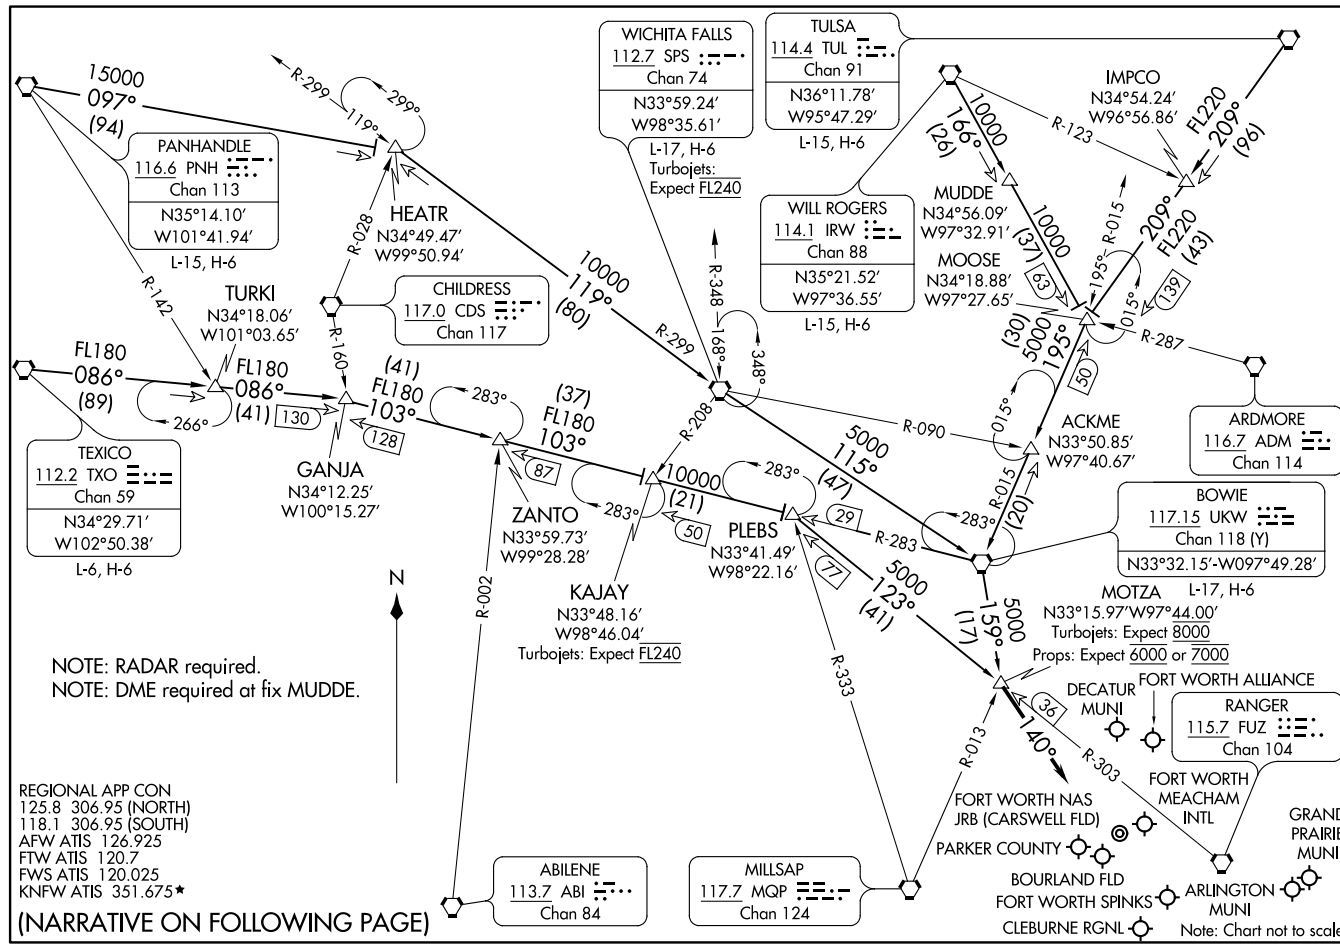 15000
097°
(94)
R-299
119°
299°
PANHANDLE
116.6 PNH
Chan 113
N35°14.10'
W101°41.94'
L-15, H-6
HEATR
N34°49.47'
W99°50.94'
R-028
R-142
CHILDRESS
117.0 CDS
Chan 117
R-160
10000
119°
(80)
R-299
WICHITA FALLS
112.7 SPS
Chan 74
N33°59.24'
W98°35.61'
L-17, H-6
Turbojets:
Expect FL240
R-348
168°
348°
R-208
R-090
TULSA
114.4 TUL
Chan 91
N36°11.78'
W95°47.29'
L-15, H-6
WILL ROGERS
114.1 IRW
Chan 88
N35°21.52'
W97°36.55'
L-15, H-6
10000
166°
(26)
R-123
IMPCO
N34°54.24'
W96°56.86'
FL220
209°
(96)
MUDDE
N34°56.09'
W97°32.91'
10000
(37)
63
MOOSE
N34°18.88'
W97°27.65'
195°
R-015
015°
209°
FL220
(43)
139
R-287
(30)
5000
195°
50
ARDMORE
116.7 ADM
Chan 114
ACKME
N33°50.85'
W97°40.67'
015°
R-015
(20)
BOWIE
117.15 UKW
Chan 118 (Y)
N33°32.15'-W097°49.28'
L-17, H-6
TURKI
N34°18.06'
W101°03.65'
FL180
086°
(89)
266°
FL180
086°
(41)
130
TEXICO
112.2 TXO
Chan 59
N34°29.71'
W102°50.38'
L-6, H-6
GANJA
N34°12.25'
W100°15.27'
(41)
FL180
103°
128
283°
ZANTO
N33°59.73'
W99°28.28'
(37)
FL180
103°
87
283°
KAJAY
N33°48.16'
W98°46.04'
Turbojets: Expect FL240
10000
(21)
50
283°
PLEBS
N33°41.49'
W98°22.16'
29
R-283
283°
5000
115°
(47)
5000
123°
(41)
77
5000
159°
(17)
MOTZA
N33°15.97'W97°44.00'
Turbojets: Expect 8000
Props: Expect 6000 or 7000
36
140°
R-303
R-013
R-333
R-002
N
NOTE: RADAR required.
NOTE: DME required at fix MUDDE.
DECATUR
MUNI
FORT WORTH ALLIANCE
RANGER
115.7 FUZ
Chan 104
FORT WORTH
MEACHAM
INTL
FORT WORTH NAS
JRB (CARSWELL FLD)
PARKER COUNTY
BOURLAND FLD
FORT WORTH SPINKS
CLEBURNE RGNL
GRAND
PRAIRIE
MUNI
ARLINGTON
MUNI
Note: Chart not to scale
ABILENE
113.7 ABI
Chan 84
MILLSAP
117.7 MQP
Chan 124
REGIONAL APP CON
125.8 306.95 (NORTH)
118.1 306.95 (SOUTH)
AFW ATIS 126.925
FTW ATIS 120.7
FWS ATIS 120.025
KNFW ATIS 351.675★
(NARRATIVE ON FOLLOWING PAGE)